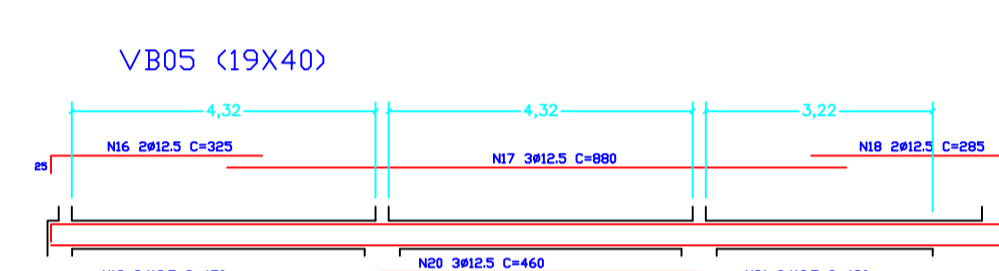 VB05 (19X40)
4,32 4,32 3,22
N16 2ø12.5 C=325
N18 2ø12.5 C=285
25
N17 3ø12.5 C=880
N20 3ø12.5 C=460